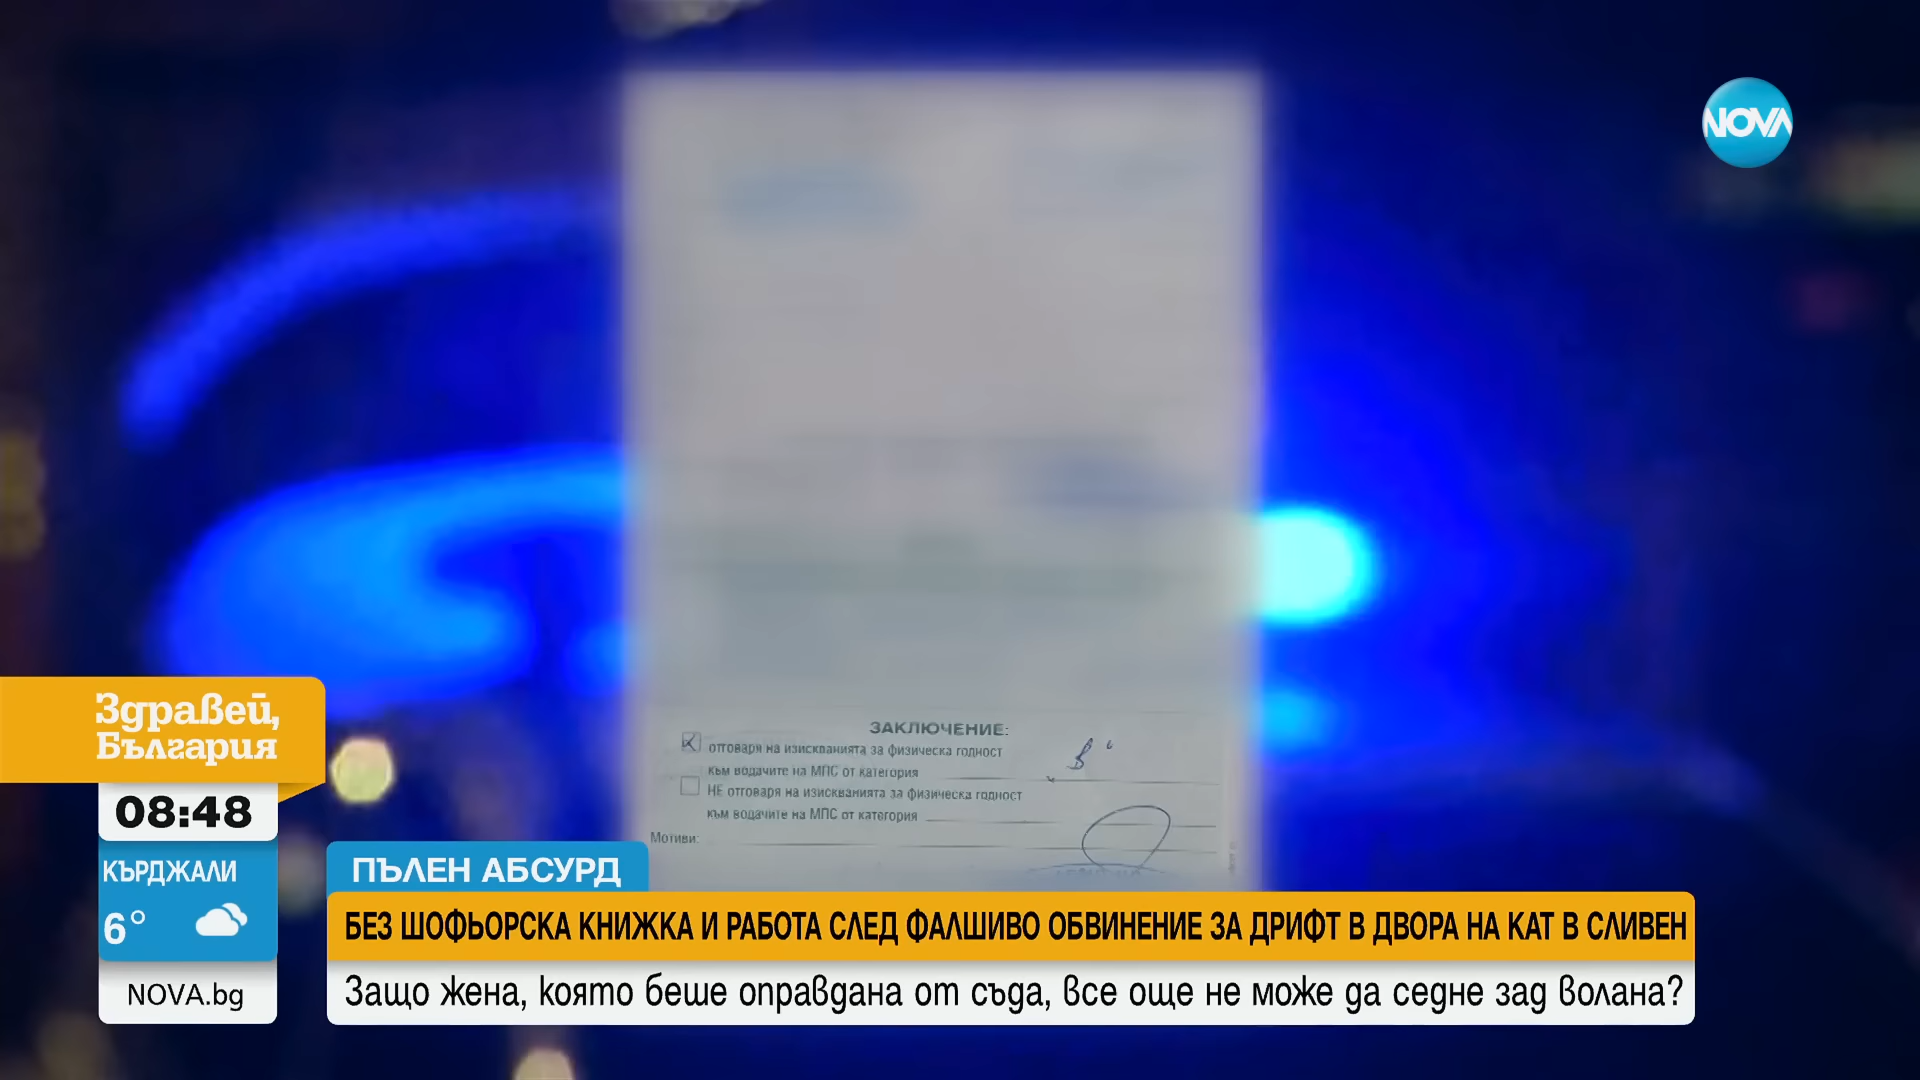 NOVA
ЗАКЛЮЧЕНИЕ:
отговаря на изискванията за физическа годност
към водачите на МПС от категория „В“
НЕ отговаря на изискванията за физическа годност
към водачите на МПС от категория
Мотиви:
Здравей,
България
08:48
КЪРДЖАЛИ
6°
NOVA.bg
ПЪЛЕН АБСУРД
БЕЗ ШОФЬОРСКА КНИЖКА И РАБОТА СЛЕД ФАЛШИВО ОБВИНЕНИЕ ЗА ДРИФТ В ДВОРА НА КАТ В СЛИВЕН
Защо жена, която беше оправдана от съда, все още не може да седне зад волана?